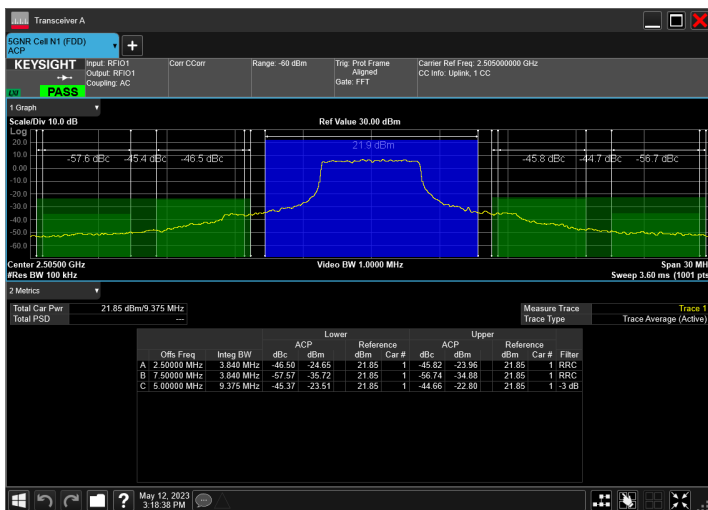 Transceiver A
5GNR Cell N1 (FDD)
ACP
KEYSIGHT
Input: RFIO1
Output: RFIO1
Coupling: AC
Corr CCorr
Range: -60 dBm
Trig: Prot Frame
Aligned
Gate: FFT
Carrier Ref Freq: 2.505000000 GHz
CC Info: Uplink, 1 CC
LXI
PASS
1 Graph
Scale/Div 10.0 dB
Ref Value 30.00 dBm
Log
20.0
10.0
0.00
-10.0
-20.0
-30.0
-40.0
-50.0
-60.0
21.9 dBm
-57.6 dBc -45.4 dBc -46.5 dBc
-45.8 dBc -44.7 dBc -56.7 dBc
Center 2.50500 GHz
Video BW 1.0000 MHz
Span 30 MH
#Res BW 100 kHz
Sweep 3.60 ms (1001 pts
2 Metrics
Total Car Pwr 21.85 dBm/9.375 MHz
Total PSD ---
Measure Trace Trace 1
Trace Type Trace Average (Active)
Lower Upper
ACP Reference ACP Reference
Offs Freq Integ BW dBc dBm dBm Car # dBc dBm dBm Car # Filter
A 2.50000 MHz 3.840 MHz -46.50 -24.65 21.85 1 -45.82 -23.96 21.85 1 RRC
B 7.50000 MHz 3.840 MHz -57.57 -35.72 21.85 1 -56.74 -34.88 21.85 1 RRC
C 5.00000 MHz 9.375 MHz -45.37 -23.51 21.85 1 -44.66 -22.80 21.85 1 -3 dB
May 12, 2023
3:18:38 PM